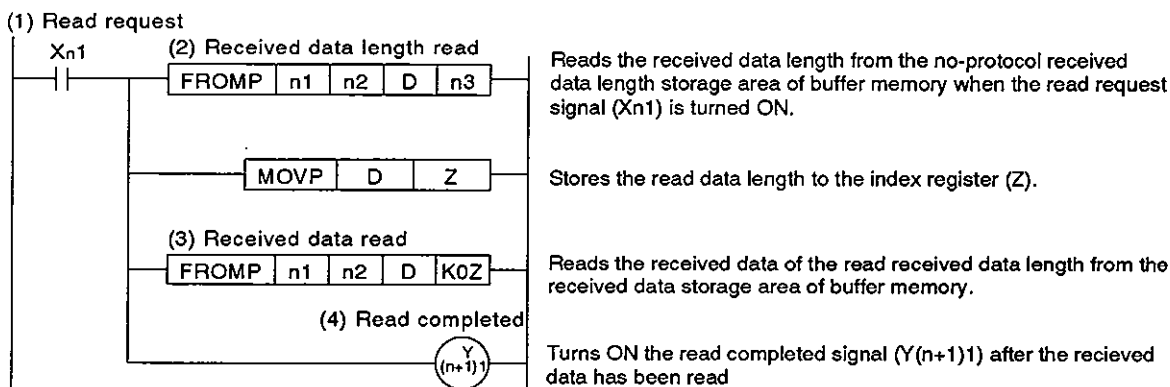 (1) Read request
Xn1
(2) Received data length read
FROMP n1 n2 D n3
Reads the received data length from the no-protocol received
data length storage area of buffer memory when the read request
signal (Xn1) is turned ON.
MOVP D Z
Stores the read data length to the index register (Z).
(3) Received data read
FROMP n1 n2 D K0Z
Reads the received data of the read received data length from the
received data storage area of buffer memory.
(4) Read completed
Y
(n+1)1
Turns ON the read completed signal (Y(n+1)1) after the recieved
data has been read